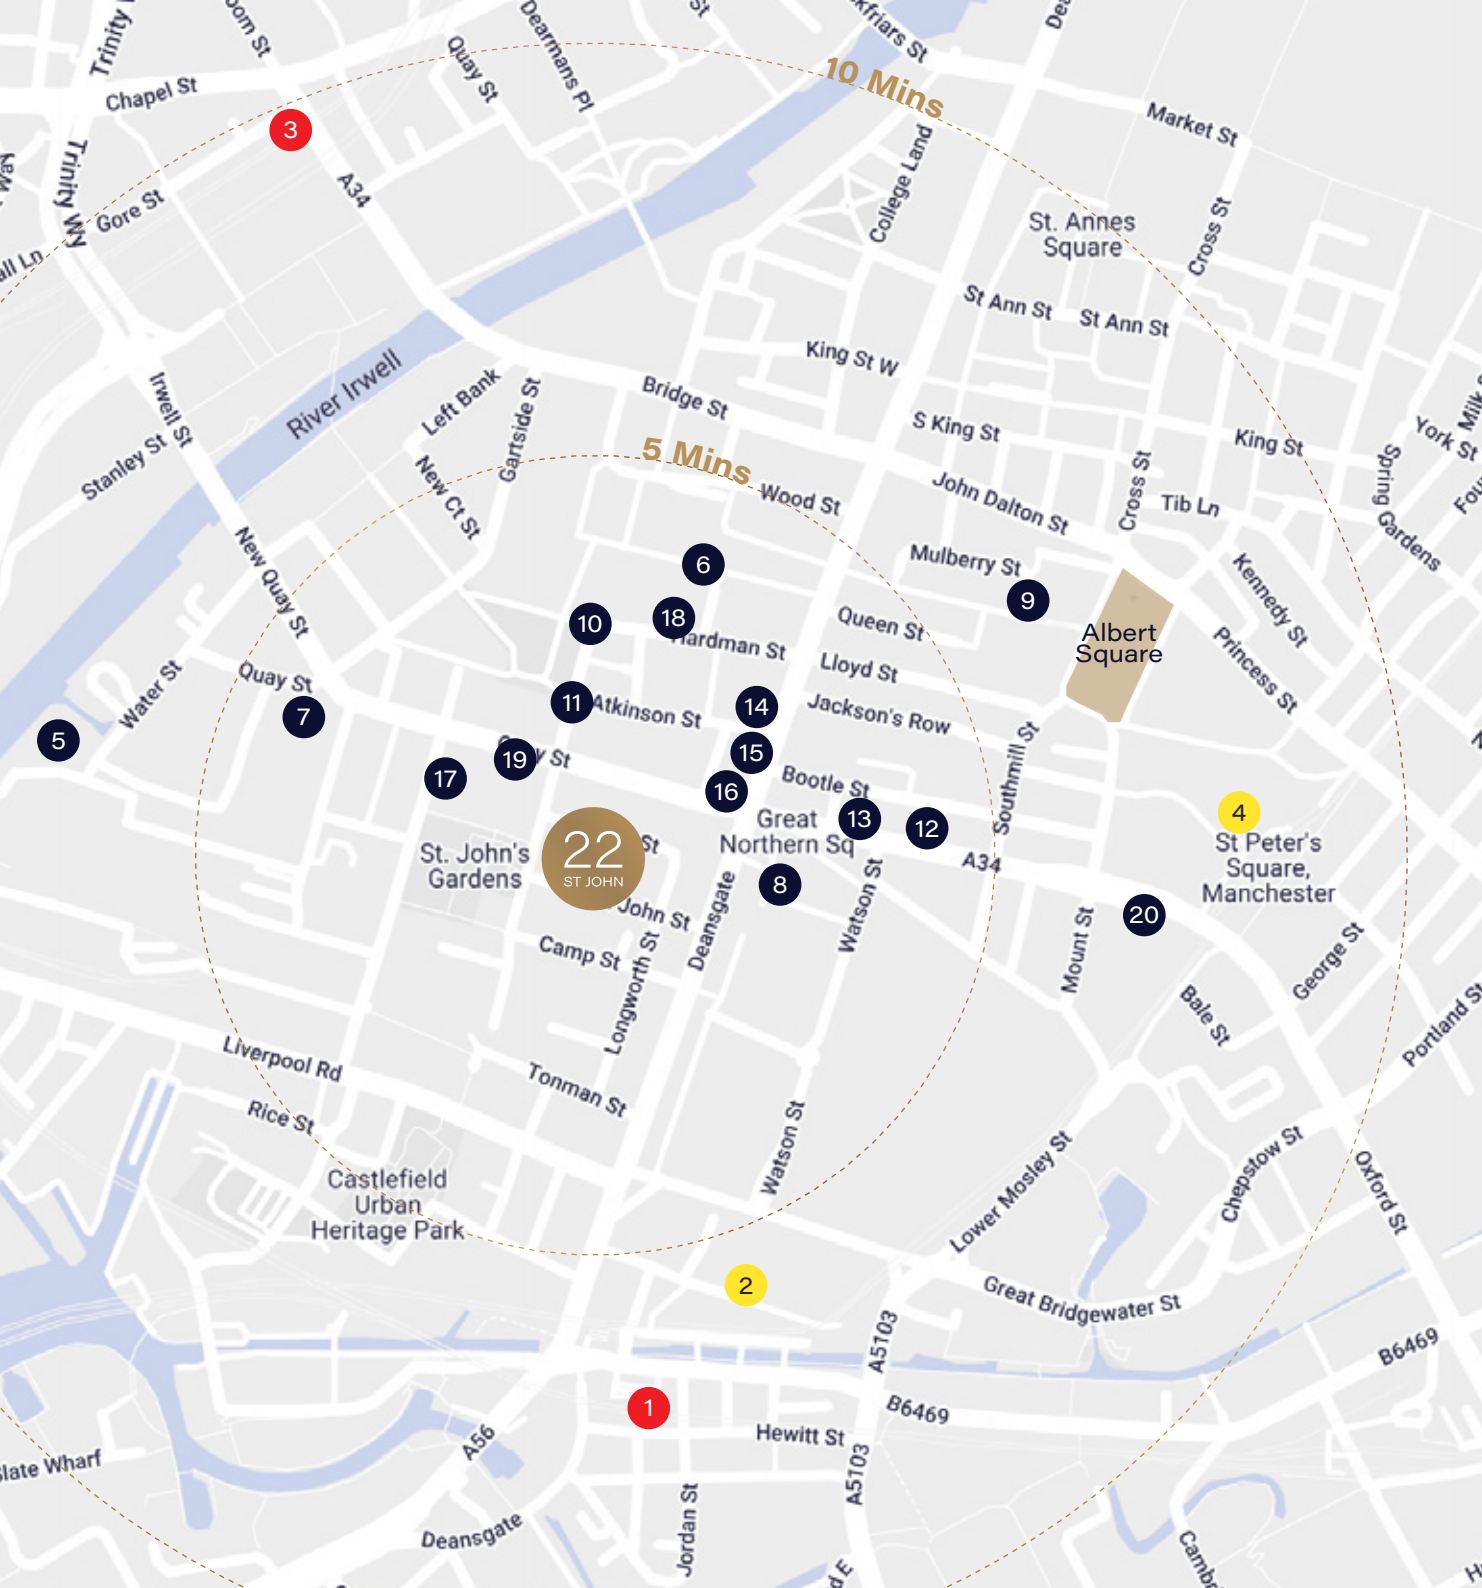 Quay St
Dearmans Pl
10 Mins
Chapel St
Market St
3
Trinity Wy
A34
College Land
Gore St
St. Annes
Square
Cross St
St Ann St
St Ann St
King St W
River Irwell
Irwell St
Left Bank
Gartside St
Bridge St
S King St
King St
York St
5 Mins
Stanley St
New Ct St
Wood St
John Dalton St
Cross St
Tib Ln
Spring Gardens
New Quay St
6
Mulberry St
9
Kennedy St
10
18
Hardman St
Queen St
Albert
Square
Princess St
Water St
Quay St
7
11
Atkinson St
14
Lloyd St
Jackson's Row
5
17
19
15
16
Bootle St
Southmill St
13
12
4
Great
Northern Sq
St Peter's
Square,
Manchester
22
ST JOHN
St
St. John's
Gardens
8
A34
20
John St
Deansgate
Watson St
Camp St
Longworth St
Mount St
George St
Bale St
Portland St
Liverpool Rd
Tonman St
Rice St
Watson St
Castlefield
Urban
Heritage Park
Lower Mosley St
Chepstow St
Oxford St
2
Great Bridgewater St
A5103
B6469
1
B6469
Hewitt St
A56
A5103
Slate Wharf
Deansgate
Jordan St